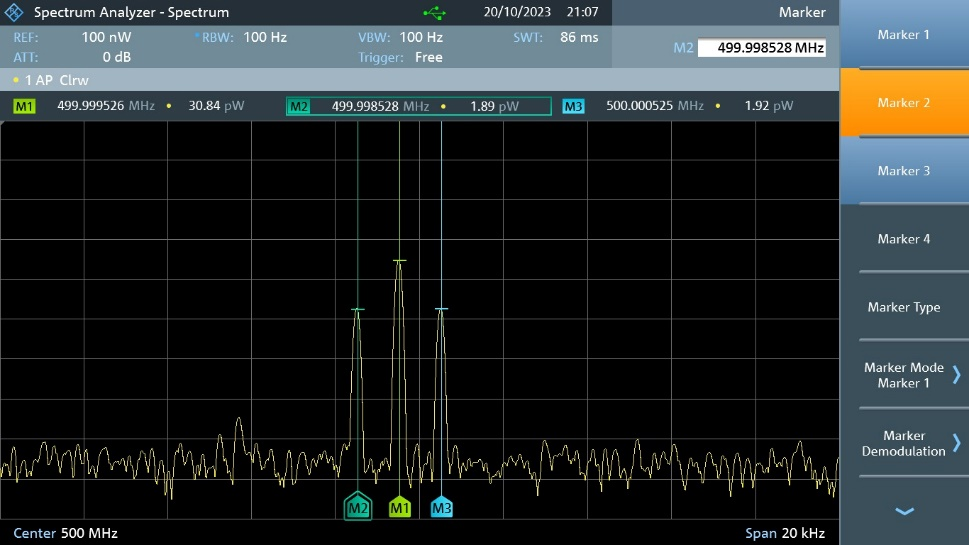 Spectrum Analyzer - Spectrum 20/10/2023 21:07 Marker
REF: 100 nW * RBW: 100 Hz VBW: 100 Hz SWT: 86 ms
ATT: 0 dB Trigger: Free
M2 499.998528 MHz
• 1 AP Clrw
M1 499.999526 MHz • 30.84 pW M2 499.998528 MHz • 1.89 pW M3 500.000525 MHz • 1.92 pW
M2 M1 M3
Center 500 MHz Span 20 kHz
Marker 1
Marker 2
Marker 3
Marker 4
Marker Type
Marker Mode
Marker 1
Marker
Demodulation